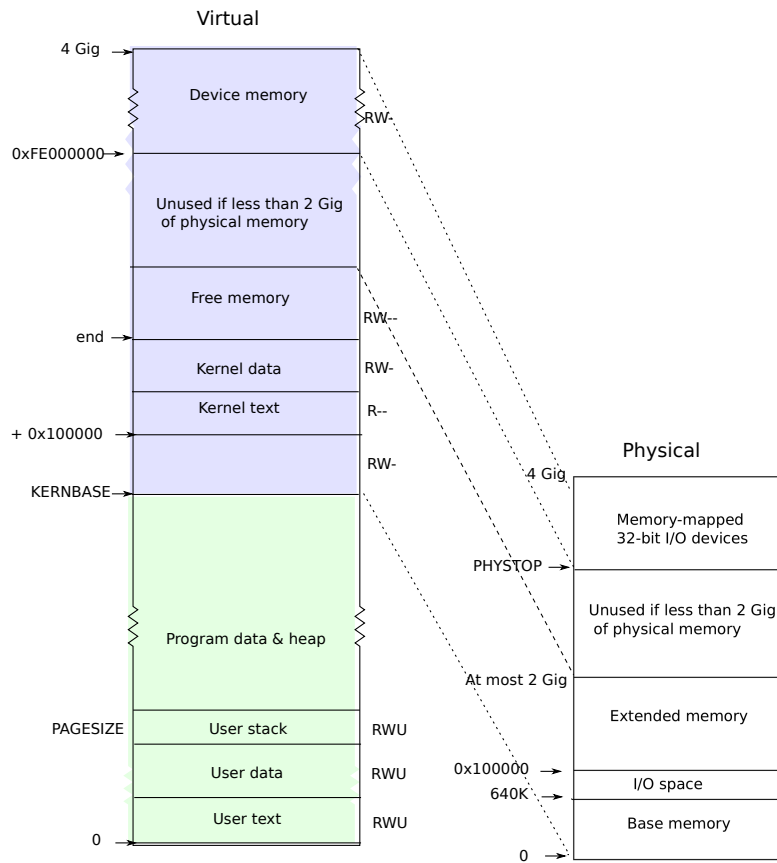 Virtual
4 Gig
Device memory
RW-
0xFE000000
Unused if less than 2 Gig
of physical memory
Free memory
RW--
end
Kernel data
RW-
Kernel text
R--
+ 0x100000
RW-
KERNBASE
Program data & heap
PAGESIZE
User stack
RWU
User data
RWU
User text
RWU
0
Physical
4 Gig
Memory-mapped
32-bit I/O devices
PHYSTOP
Unused if less than 2 Gig
of physical memory
At most 2 Gig
Extended memory
0x100000
I/O space
640K
Base memory
0